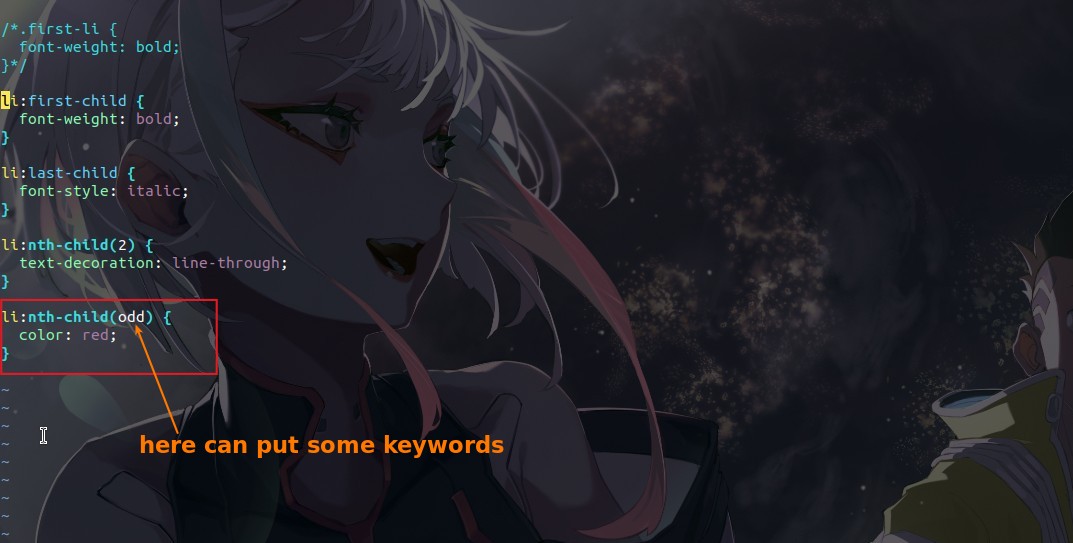 /*.first-li {
  font-weight: bold;
}*/
li:first-child {
  font-weight: bold;
}
li:last-child {
  font-style: italic;
}
li:nth-child(2) {
  text-decoration: line-through;
}
li:nth-child(odd) {
  color: red;
}
~
~
~
here can put some keywords
~
~
~
~
~
~